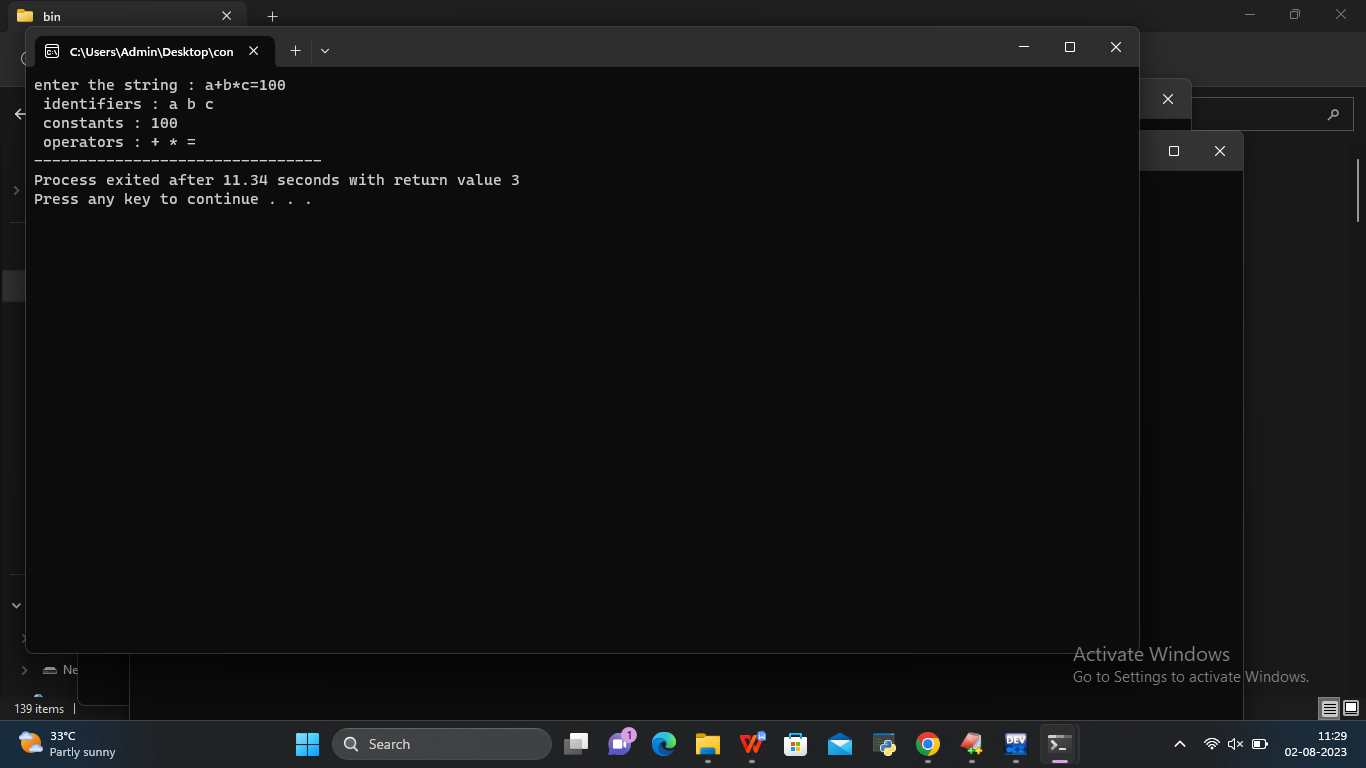 bin
C:\Users\Admin\Desktop\con
enter the string : a+b*c=100
identifiers : a b c
constants : 100
operators : + * =
--------------------------------
Process exited after 11.34 seconds with return value 3
Press any key to continue . . .
Ne
Activate Windows
Go to Settings to activate Windows.
139 items
33°C
Partly sunny
Search
1
W
DEV
C++
11:29
02-08-2023